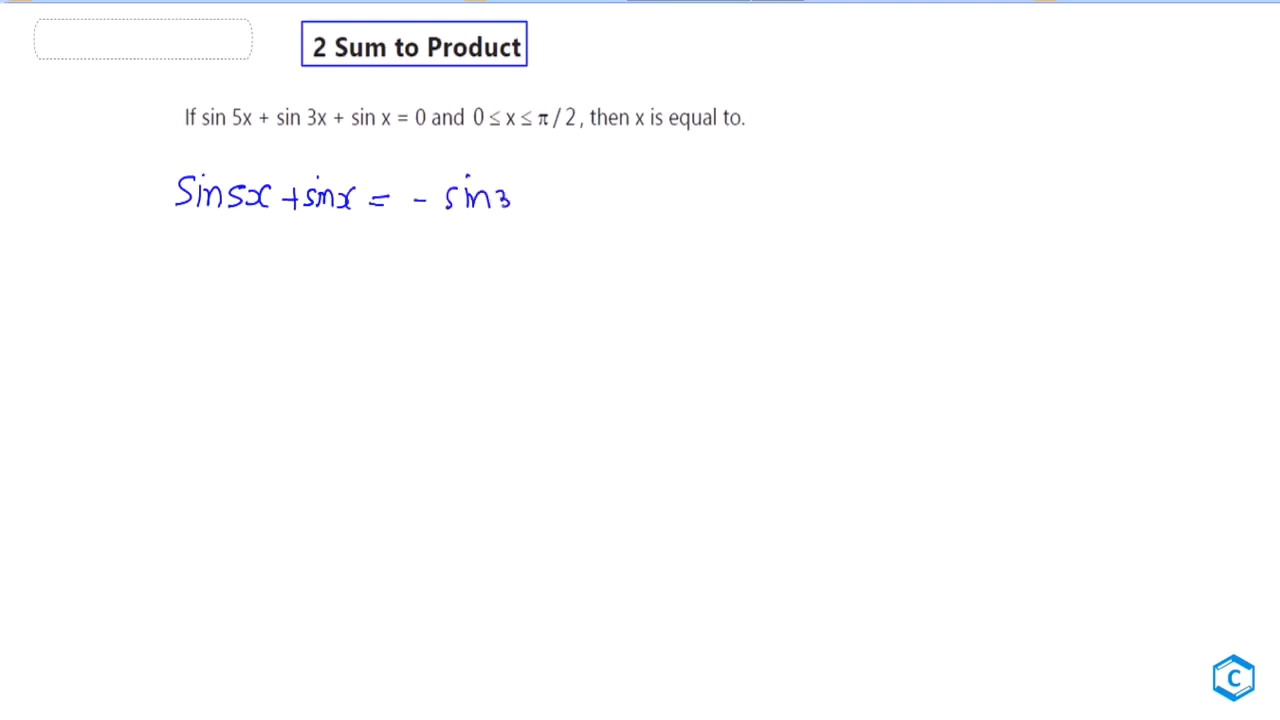 2 Sum to Product
If sin 5x + sin 3x + sin x = 0 and 0 ≤ x ≤ π / 2, then x is equal to.
Sin5x + sinx = - sin3
C